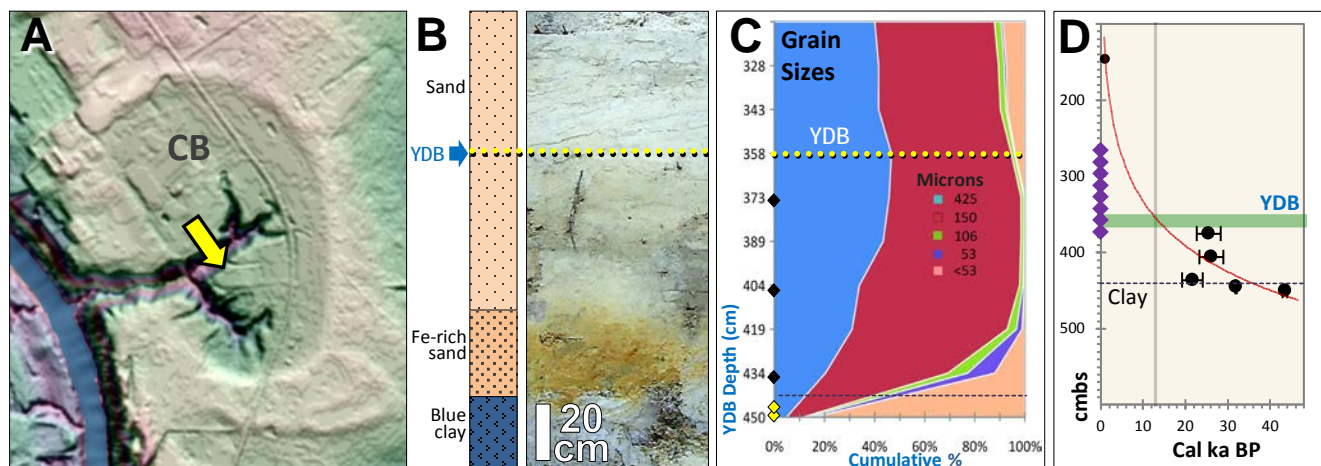 A
CB
B
Sand
YDB
Fe-rich
sand
Blue
clay
20
cm
C
Grain
Sizes
328
343
YDB
358
Microns
425
150
106
53
<53
373
389
404
419
434
450
YDB Depth (cm)
0%
20%
40%
60%
80%
100%
Cumulative %
D
200
300
YDB
400
Clay
500
cmbs
0
10
20
30
40
Cal ka BP